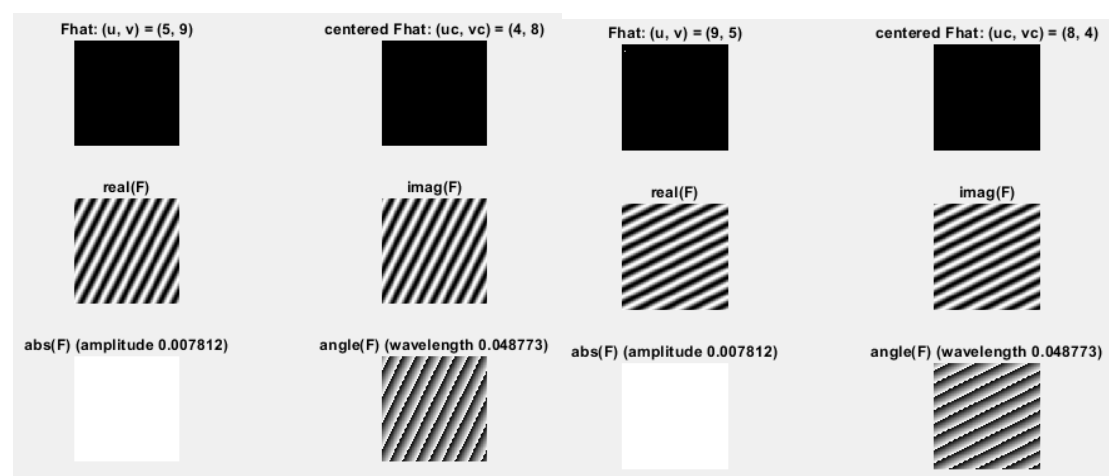 Fhat: (u, v) = (5, 9)
centered Fhat: (uc, vc) = (4, 8)
real(F)
imag(F)
abs(F) (amplitude 0.007812)
angle(F) (wavelength 0.048773)
Fhat: (u, v) = (9, 5)
centered Fhat: (uc, vc) = (8, 4)
real(F)
imag(F)
abs(F) (amplitude 0.007812)
angle(F) (wavelength 0.048773)